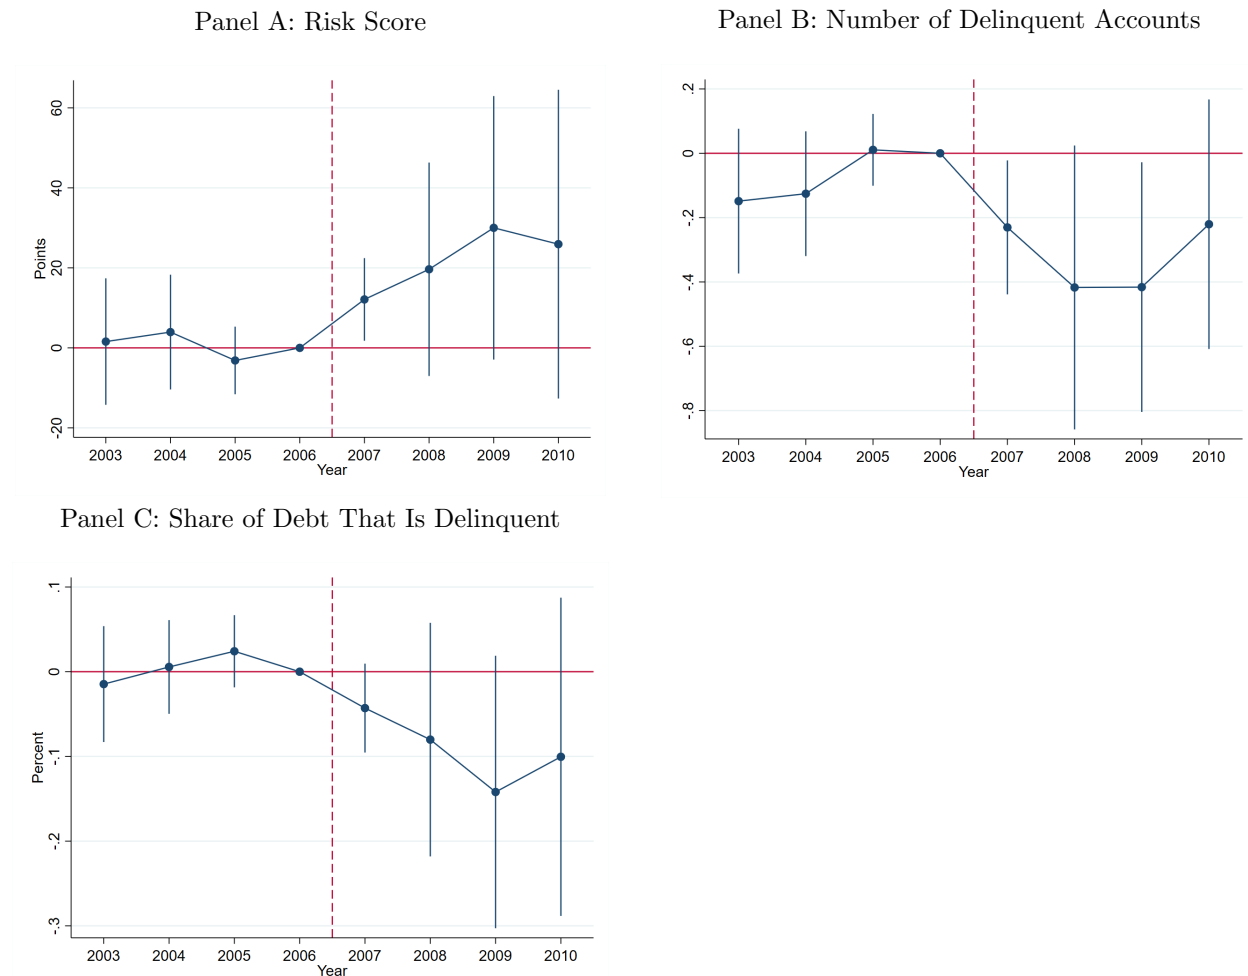 Panel A: Risk Score
60
40
20
0
-20
Points
2003 2004 2005 2006 2007 2008 2009 2010
Year
Panel B: Number of Delinquent Accounts
.2
0
-.2
-.4
-.6
-.8
2003 2004 2005 2006 2007 2008 2009 2010
Year
Panel C: Share of Debt That Is Delinquent
.1
0
-.1
-.2
-.3
Percent
2003 2004 2005 2006 2007 2008 2009 2010
Year